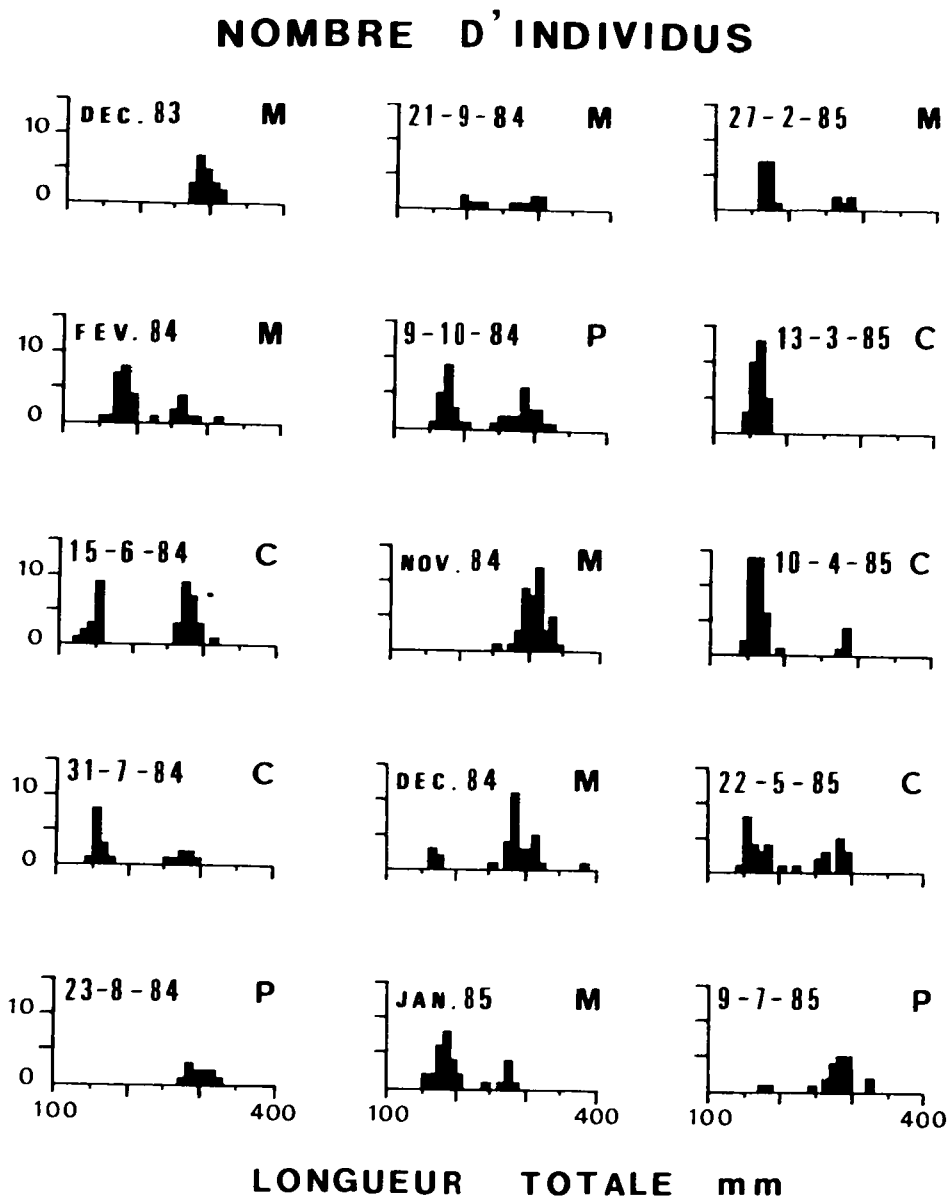 NOMBRE D'INDIVIDUS
10
0
DEC. 83 M
21-9-84 M
27-2-85 M
10
0
FEV. 84 M
9-10-84 P
13-3-85 C
10
0
15-6-84 C
NOV. 84 M
10-4-85 C
10
0
31-7-84 C
DEC. 84 M
22-5-85 C
10
0
23-8-84 P
JAN. 85 M
9-7-85 P
100 400 100 400 100 400
LONGUEUR TOTALE mm